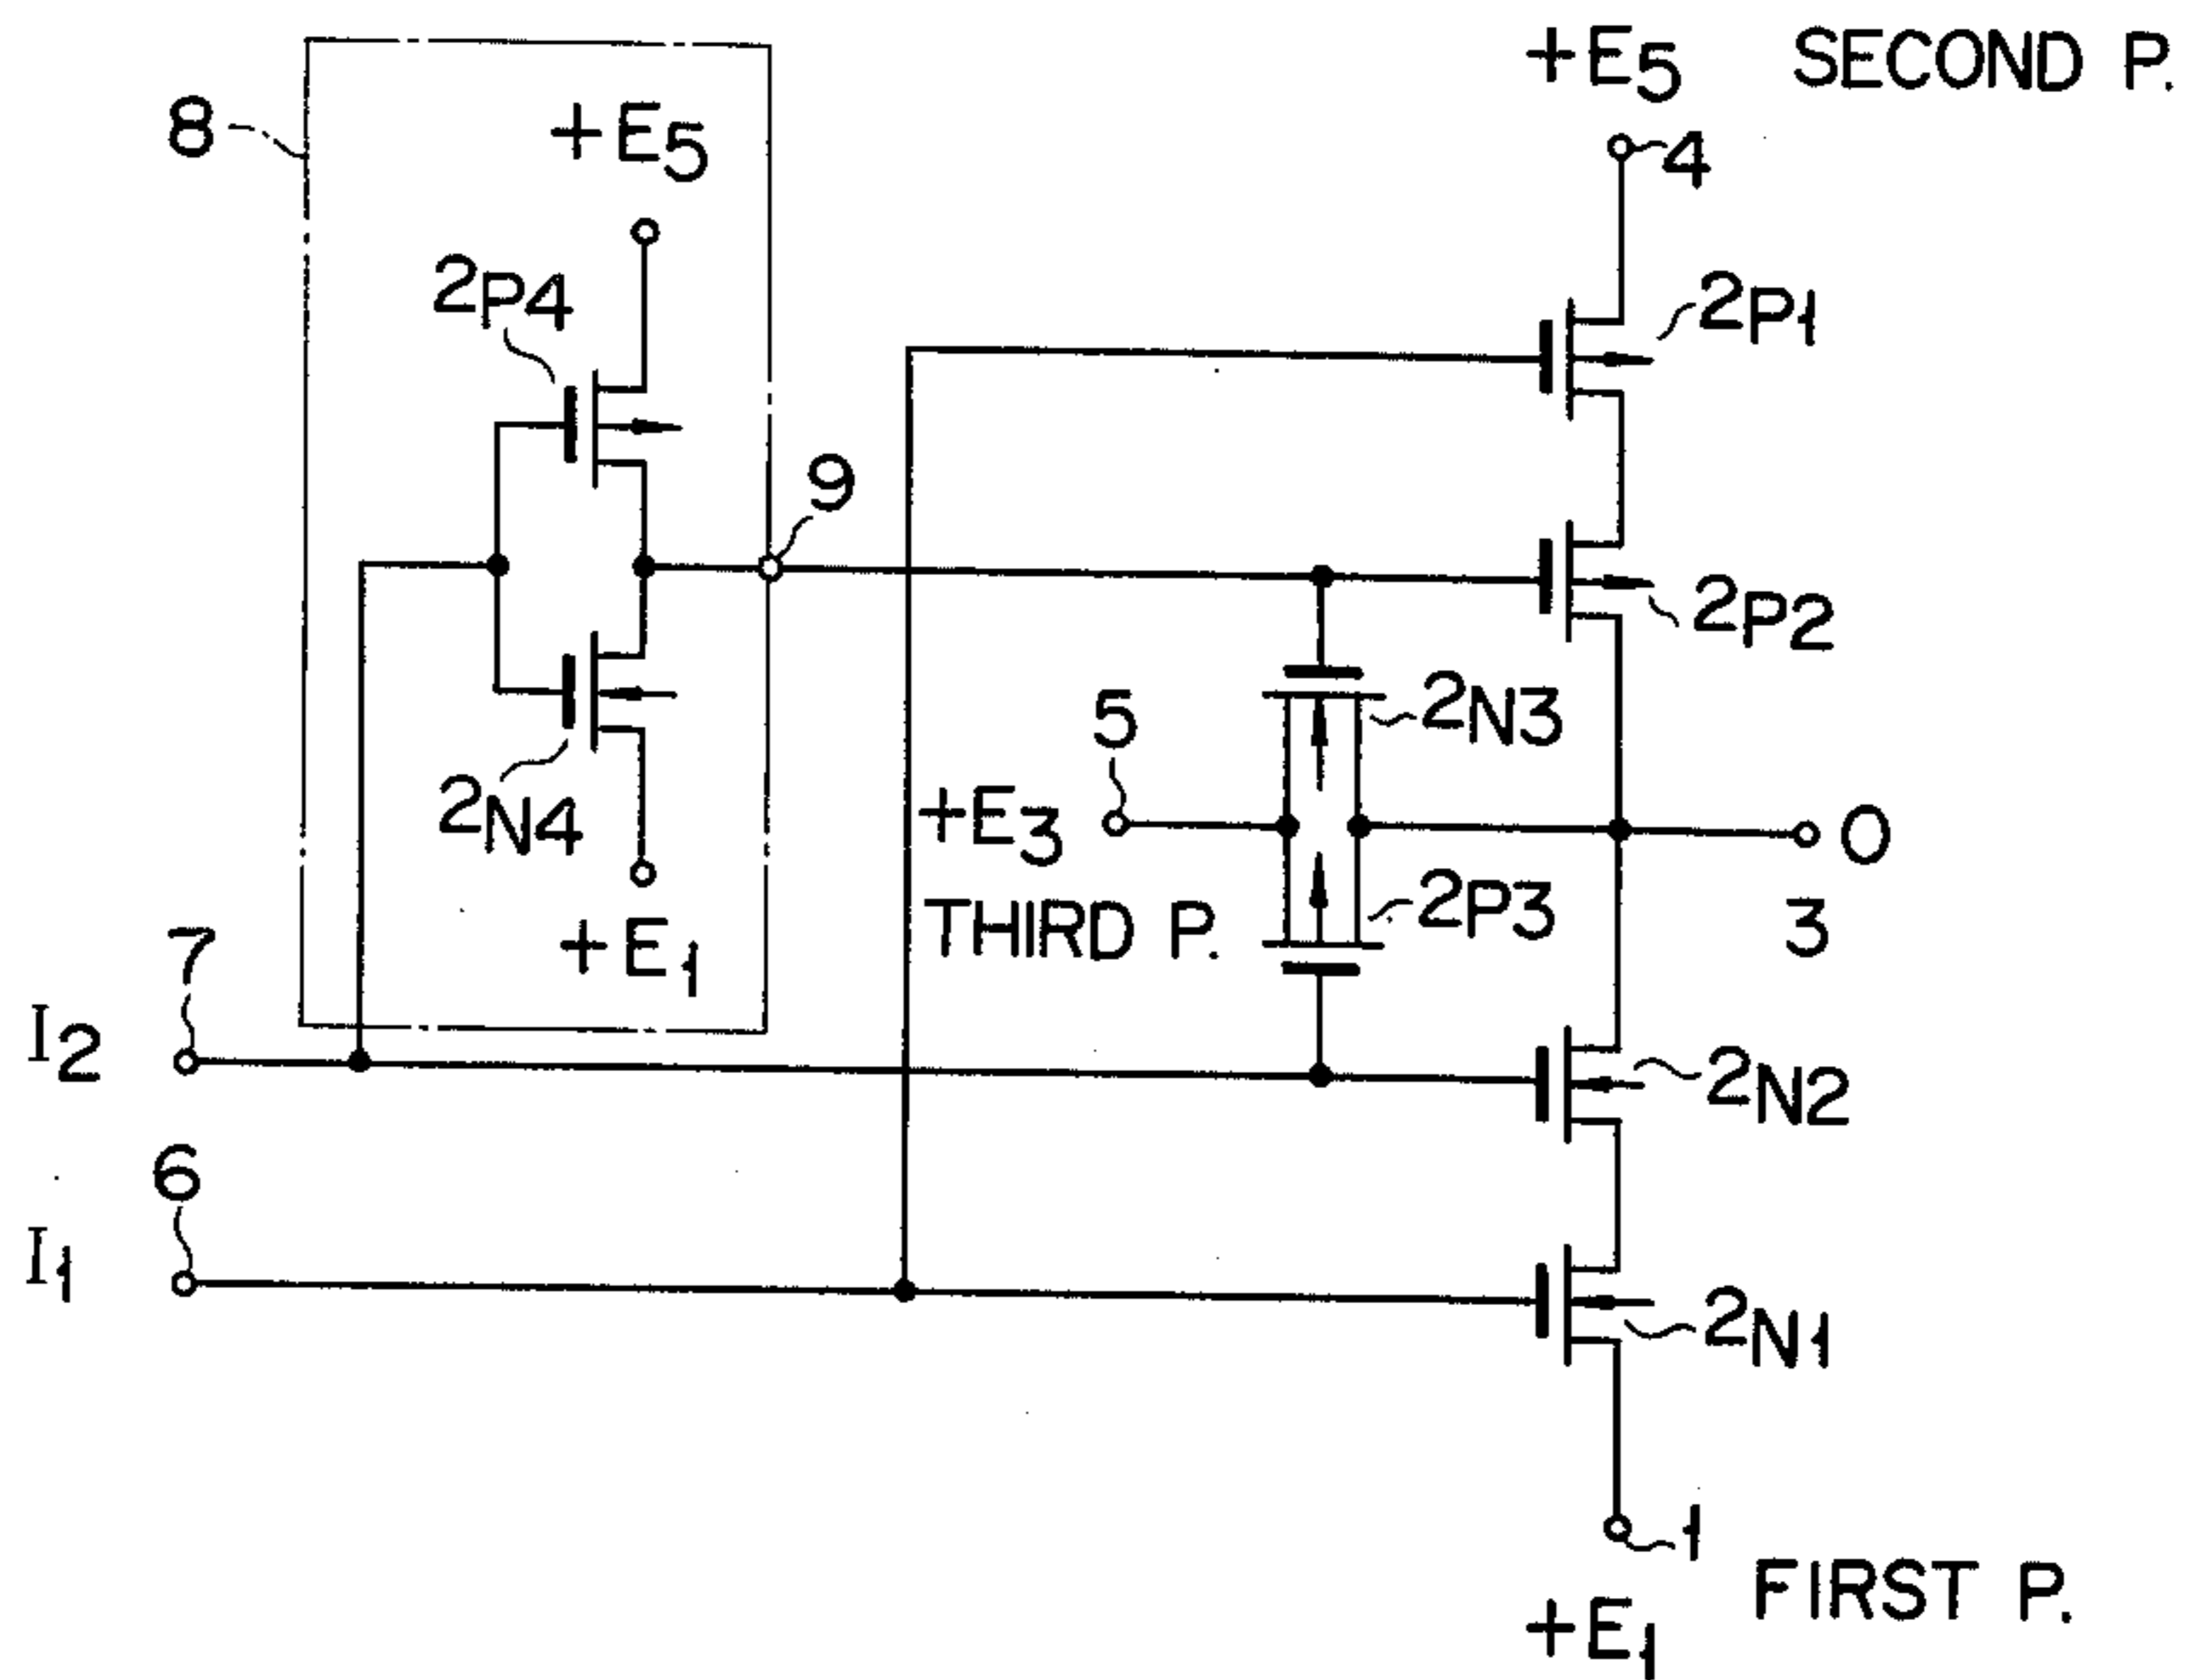 +E5 SECOND P.
8
+E5
4
2P4
2P1
9
2P2
5
2N3
2N4
+E3
O
THIRD P.
2P3
3
+E1
7
I2
2N2
6
I1
2N1
1
FIRST P.
+E1